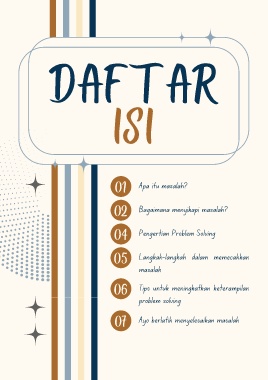 DAFTAR
ISI
01 Apa itu masalah?
02 Bagaimana menyikapi masalah?
04 Pengertian Problem Solving
05 Langkah-langkah dalam memecahkan
masalah
06 Tips untuk meningkatkan keterampilan
problem solving
07 Ayo berlatih menyelesaikan masalah